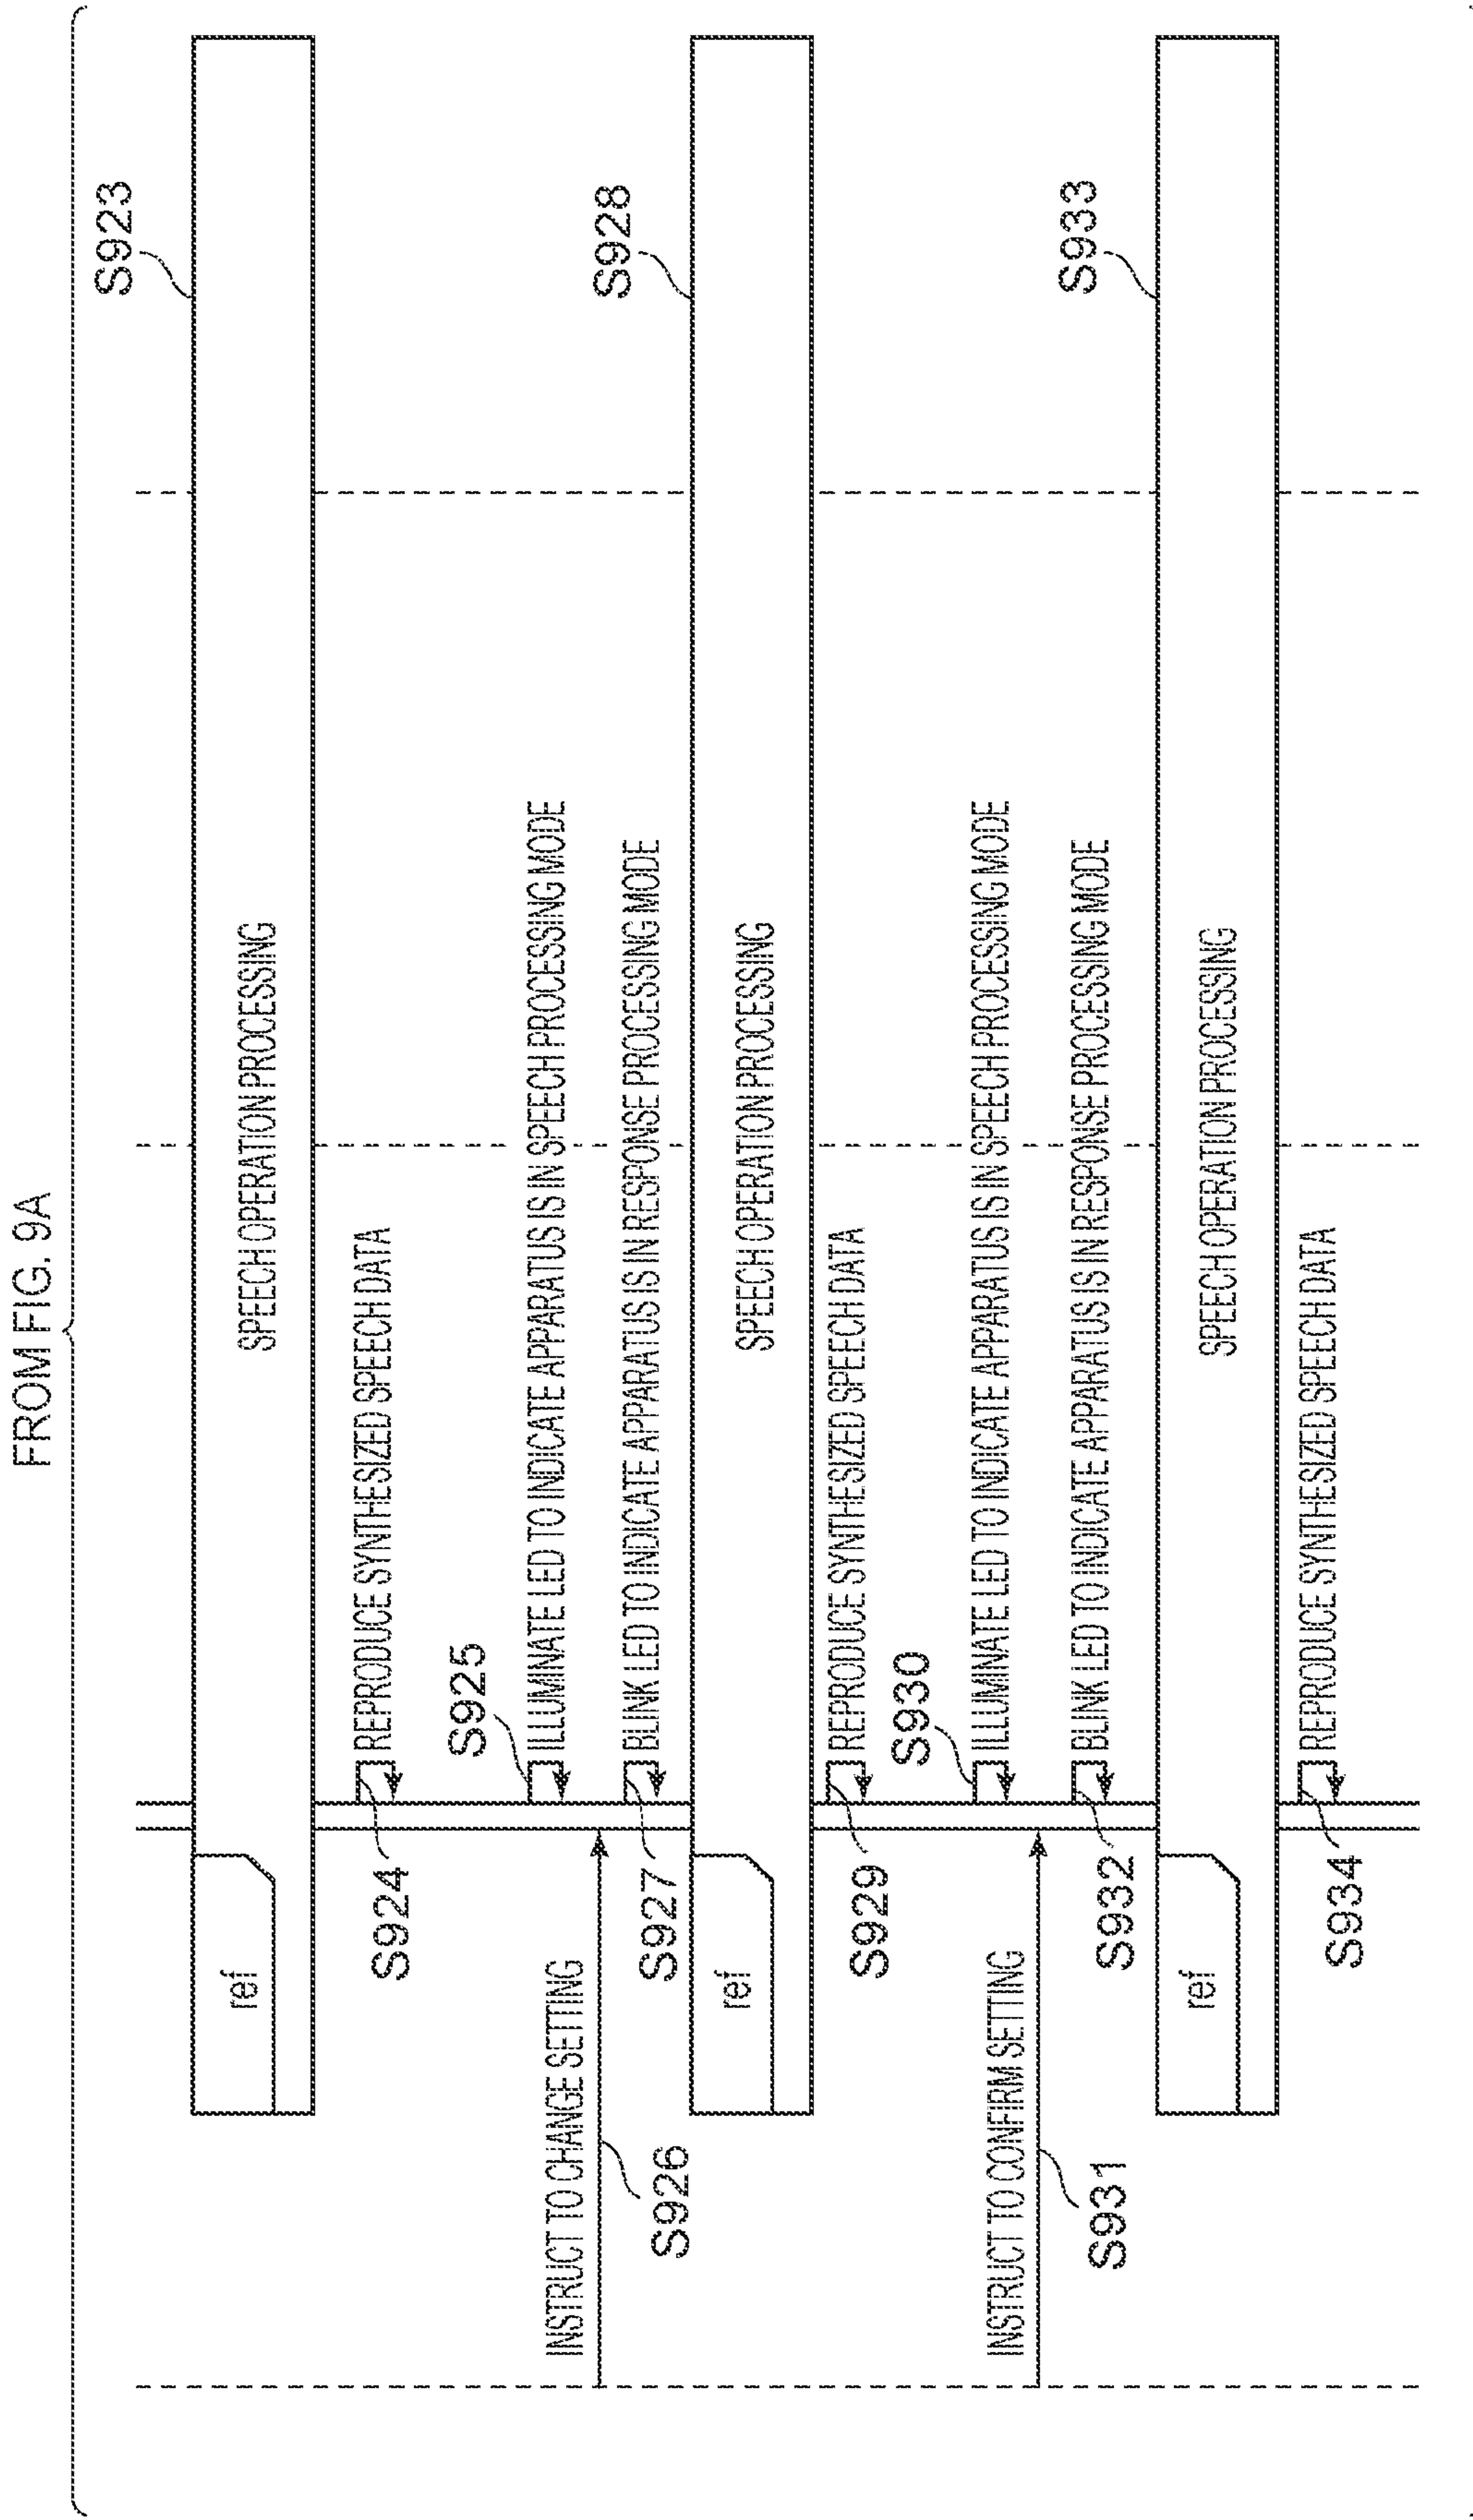 FROM FIG. 9A
S923
ref
SPEECH OPERATION PROCESSING
S924
REPRODUCE SYNTHESIZED SPEECH DATA
S925
ILLUMINATE LED TO INDICATE APPARATUS IS IN SPEECH PROCESSING MODE
INSTRUCT TO CHANGE SETTING
S926
S927
BLINK LED TO INDICATE APPARATUS IS IN RESPONSE PROCESSING MODE
S928
ref
SPEECH OPERATION PROCESSING
S929
REPRODUCE SYNTHESIZED SPEECH DATA
S930
ILLUMINATE LED TO INDICATE APPARATUS IS IN SPEECH PROCESSING MODE
INSTRUCT TO CONFIRM SETTING
S931
S932
BLINK LED TO INDICATE APPARATUS IS IN RESPONSE PROCESSING MODE
S933
ref
SPEECH OPERATION PROCESSING
S934
REPRODUCE SYNTHESIZED SPEECH DATA